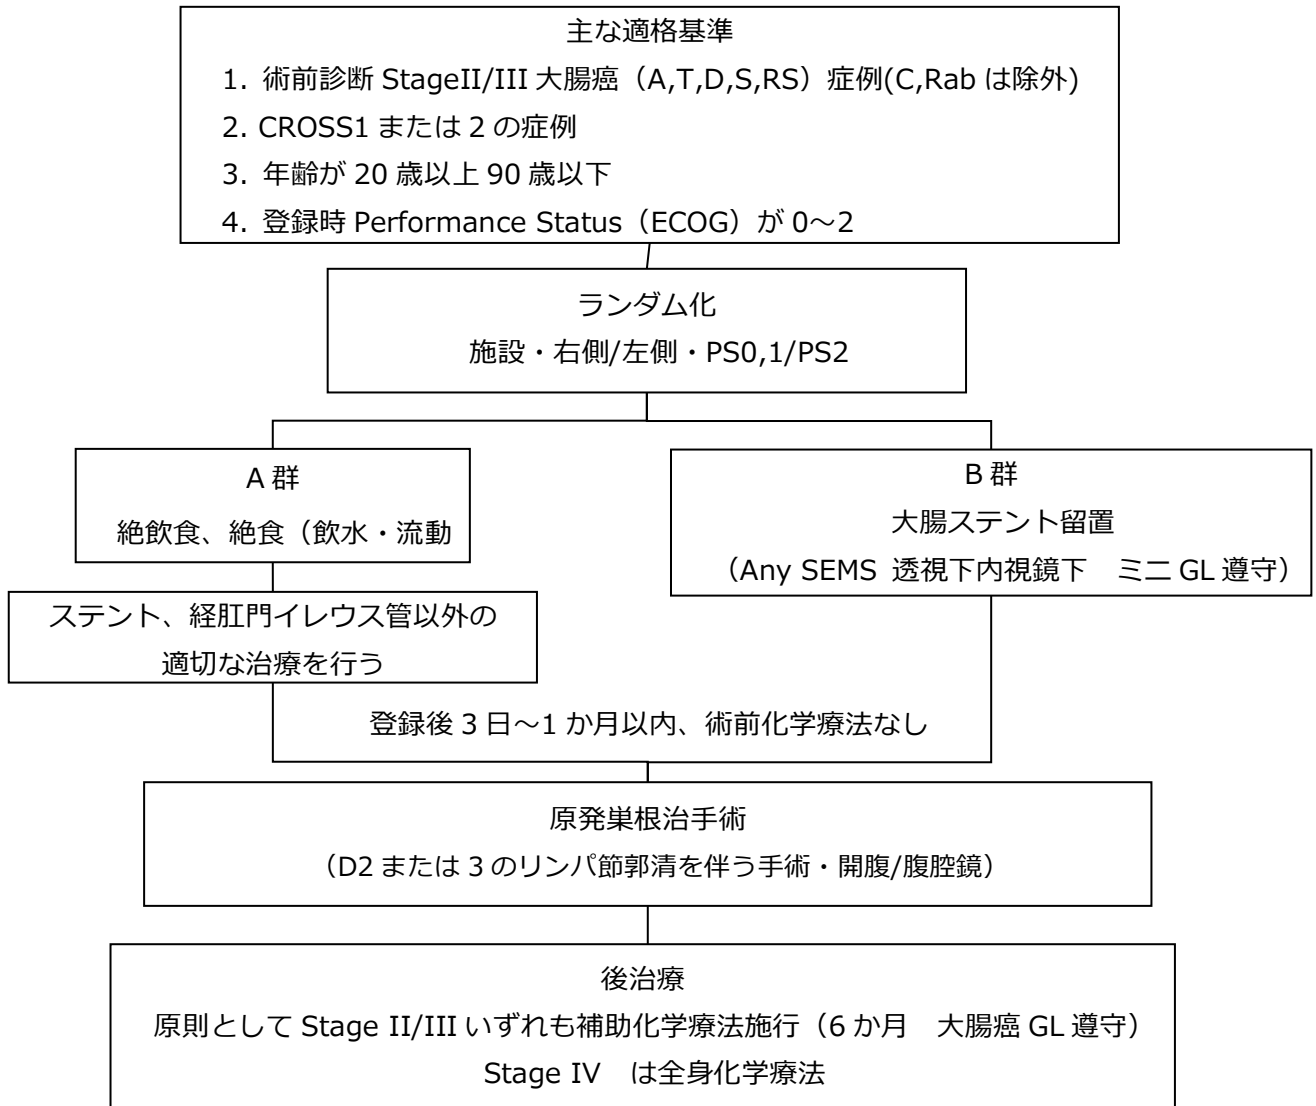 主な適格基準
1. 術前診断 StageII/III 大腸癌（A,T,D,S,RS）症例(C,Rab は除外)
2. CROSS1 または 2 の症例
3. 年齢が 20 歳以上 90 歳以下
4. 登録時 Performance Status（ECOG）が 0～2
ランダム化
施設・右側/左側・PS0,1/PS2
A 群
絶飲食、絶食（飲水・流動
B 群
大腸ステント留置
（Any SEMS 透視下内視鏡下　ミニ GL 遵守）
ステント、経肛門イレウス管以外の
適切な治療を行う
登録後 3 日～1 か月以内、術前化学療法なし
原発巣根治手術
（D2 または 3 のリンパ節郭清を伴う手術・開腹/腹腔鏡）
後治療
原則として Stage II/III いずれも補助化学療法施行（6 か月　大腸癌 GL 遵守）
Stage IV　は全身化学療法